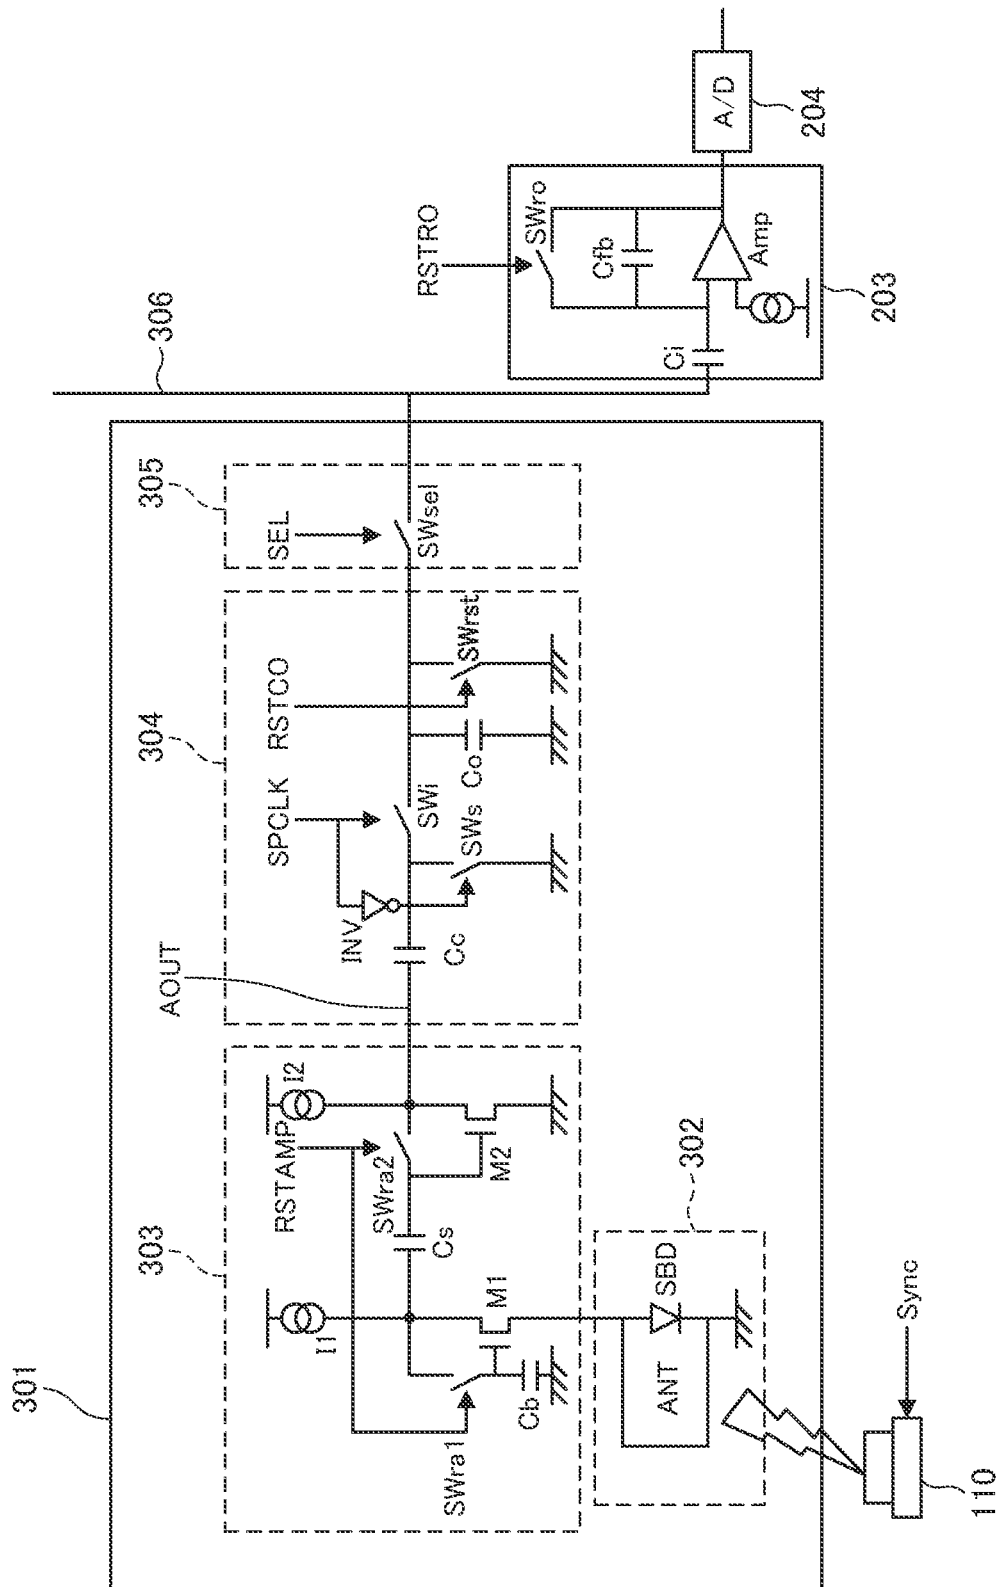 301
303
304
305
306
RSTRO
I1
RSTAMP
I2
AOUT
SPCLK
RSTCO
SEL
INV
SWra1
SWra2
Cs
Cc
SWi
SWsel
Cb
M1
M2
SWs
Co
SWrst
SWro
Cfb
Ci
Amp
A/D
203
204
ANT
SBD
302
Sync
110